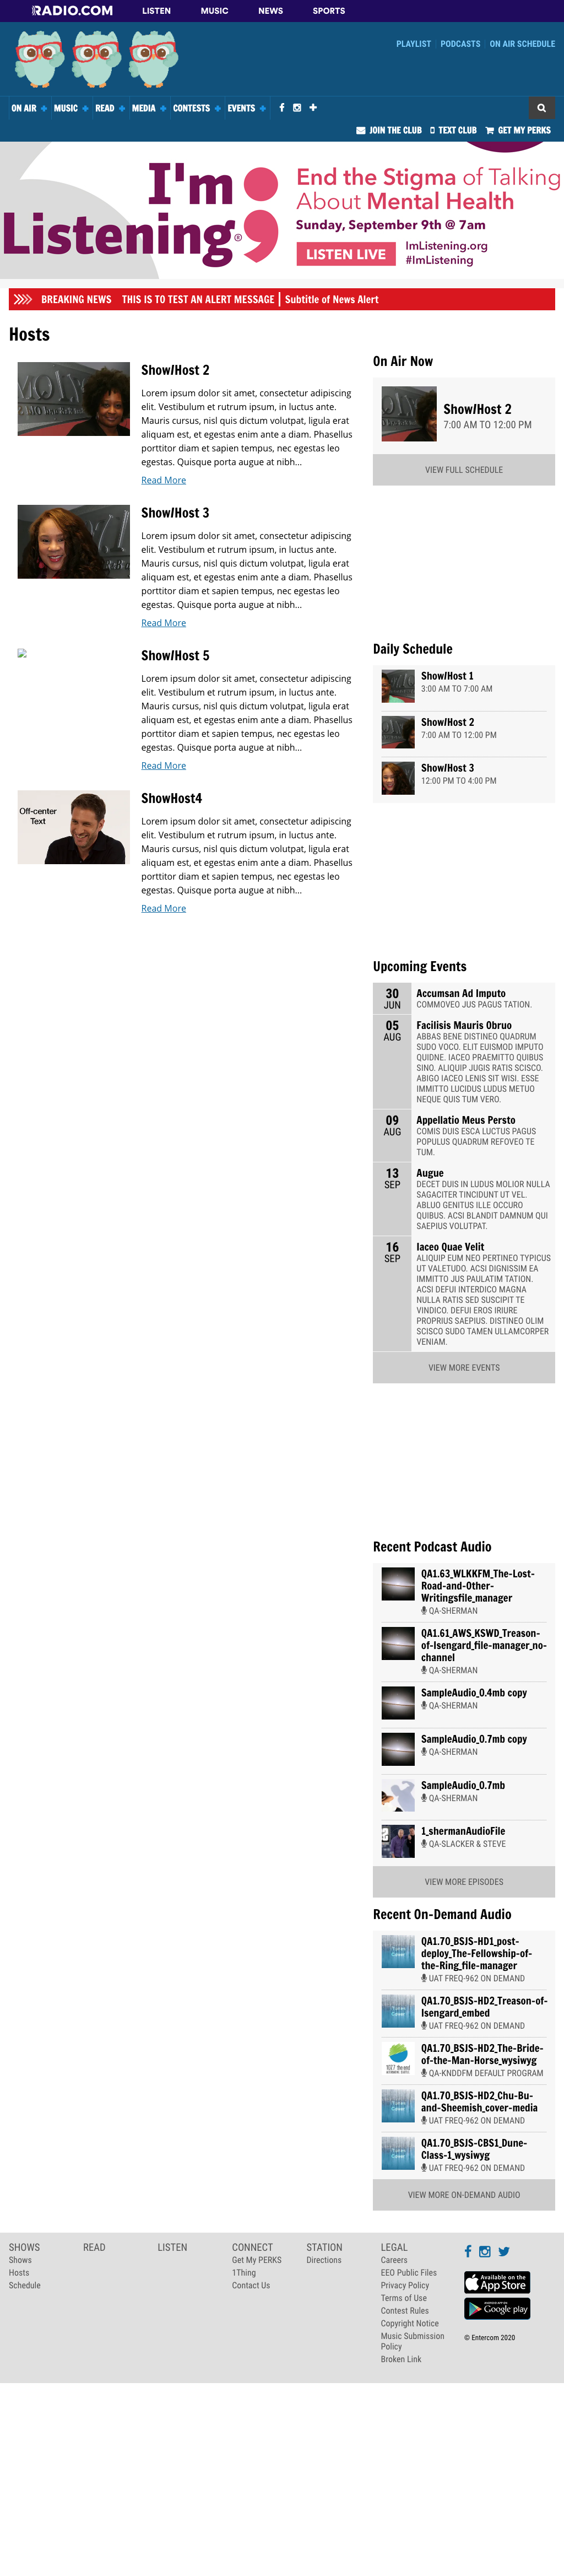 RADIO.COM LISTEN MUSIC NEWS SPORTS
PLAYLIST PODCASTS ON AIR SCHEDULE
ON AIR MUSIC READ MEDIA CONTESTS EVENTS
JOIN THE CLUB TEXT CLUB GET MY PERKS
I'm
Listening®
End the Stigma of Talking
About Mental Health
Sunday, September 9th @ 7am
LISTEN LIVE
ImListening.org
#ImListening
BREAKING NEWS THIS IS TO TEST AN ALERT MESSAGE | Subtitle of News Alert
Hosts
Show/Host 2
Lorem ipsum dolor sit amet, consectetur adipiscing
elit. Vestibulum et rutrum ipsum, in luctus ante.
Mauris cursus, nisl quis dictum volutpat, ligula erat
aliquam est, et egestas enim ante a diam. Phasellus
porttitor diam et sapien tempus, nec egestas leo
egestas. Quisque porta augue at nibh...
Read More
Show/Host 3
Lorem ipsum dolor sit amet, consectetur adipiscing
elit. Vestibulum et rutrum ipsum, in luctus ante.
Mauris cursus, nisl quis dictum volutpat, ligula erat
aliquam est, et egestas enim ante a diam. Phasellus
porttitor diam et sapien tempus, nec egestas leo
egestas. Quisque porta augue at nibh...
Read More
Show/Host 5
Lorem ipsum dolor sit amet, consectetur adipiscing
elit. Vestibulum et rutrum ipsum, in luctus ante.
Mauris cursus, nisl quis dictum volutpat, ligula erat
aliquam est, et egestas enim ante a diam. Phasellus
porttitor diam et sapien tempus, nec egestas leo
egestas. Quisque porta augue at nibh...
Read More
Off-center
Text
ShowHost4
Lorem ipsum dolor sit amet, consectetur adipiscing
elit. Vestibulum et rutrum ipsum, in luctus ante.
Mauris cursus, nisl quis dictum volutpat, ligula erat
aliquam est, et egestas enim ante a diam. Phasellus
porttitor diam et sapien tempus, nec egestas leo
egestas. Quisque porta augue at nibh...
Read More
On Air Now
Show/Host 2
7:00 AM TO 12:00 PM
VIEW FULL SCHEDULE
Daily Schedule
Show/Host 1
3:00 AM TO 7:00 AM
Show/Host 2
7:00 AM TO 12:00 PM
Show/Host 3
12:00 PM TO 4:00 PM
Upcoming Events
30
JUN
Accumsan Ad Imputo
COMMOVEO JUS PAGUS TATION.
05
AUG
Facilisis Mauris Obruo
ABBAS BENE DISTINEO QUADRUM
SUDO VOCO. ELIT EUISMOD IMPUTO
QUIDNE. IACEO PRAEMITTO QUIBUS
SINO. ALIQUIP JUGIS RATIS SCISCO.
ABIGO IACEO LENIS SIT WISI. ESSE
IMMITTO LUCIDUS LUDUS METUO
NEQUE QUIS TUM VERO.
09
AUG
Appellatio Meus Persto
COMIS DUIS ESCA LUCTUS PAGUS
POPULUS QUADRUM REFOVEO TE
TUM.
13
SEP
Augue
DECET DUIS IN LUDUS MOLIOR NULLA
SAGACITER TINCIDUNT UT VEL.
ABLUO GENITUS ILLE OCCURO
QUIBUS. ACSI BLANDIT DAMNUM QUI
SAEPIUS VOLUTPAT.
16
SEP
Iaceo Quae Velit
ALIQUIP EUM NEO PERTINEO TYPICUS
UT VALETUDO. ACSI DIGNISSIM EA
IMMITTO JUS PAULATIM TATION.
ACSI DEFUI INTERDICO MAGNA
NULLA RATIS SED SUSCIPIT TE
VINDICO. DEFUI EROS IRIURE
PROPRIUS SAEPIUS. DISTINEO OLIM
SCISCO SUDO TAMEN ULLAMCORPER
VENIAM.
VIEW MORE EVENTS
Recent Podcast Audio
QA1.63_WLKKFM_The-Lost-
Road-and-Other-
Writingsfile_manager
QA-SHERMAN
QA1.61_AWS_KSWD_Treason-
of-Isengard_file-manager_no-
channel
QA-SHERMAN
SampleAudio_0.4mb copy
QA-SHERMAN
SampleAudio_0.7mb copy
QA-SHERMAN
SampleAudio_0.7mb
QA-SHERMAN
1_shermanAudioFile
QA-SLACKER & STEVE
VIEW MORE EPISODES
Recent On-Demand Audio
QA1.70_BSJS-HD1_post-
deploy_The-Fellowship-of-
the-Ring_file-manager
UAT FREQ-962 ON DEMAND
QA1.70_BSJS-HD2_Treason-of-
Isengard_embed
UAT FREQ-962 ON DEMAND
QA1.70_BSJS-HD2_The-Bride-
of-the-Man-Horse_wysiwyg
QA-KNDDFM DEFAULT PROGRAM
QA1.70_BSJS-HD2_Chu-Bu-
and-Sheemish_cover-media
UAT FREQ-962 ON DEMAND
QA1.70_BSJS-CBS1_Dune-
Class-1_wysiwyg
UAT FREQ-962 ON DEMAND
VIEW MORE ON-DEMAND AUDIO
SHOWS
Shows
Hosts
Schedule
READ
LISTEN
CONNECT
Get My PERKS
1Thing
Contact Us
STATION
Directions
LEGAL
Careers
EEO Public Files
Privacy Policy
Terms of Use
Contest Rules
Copyright Notice
Music Submission
Policy
Broken Link
Available on the
App Store
Google play
© Entercom 2020